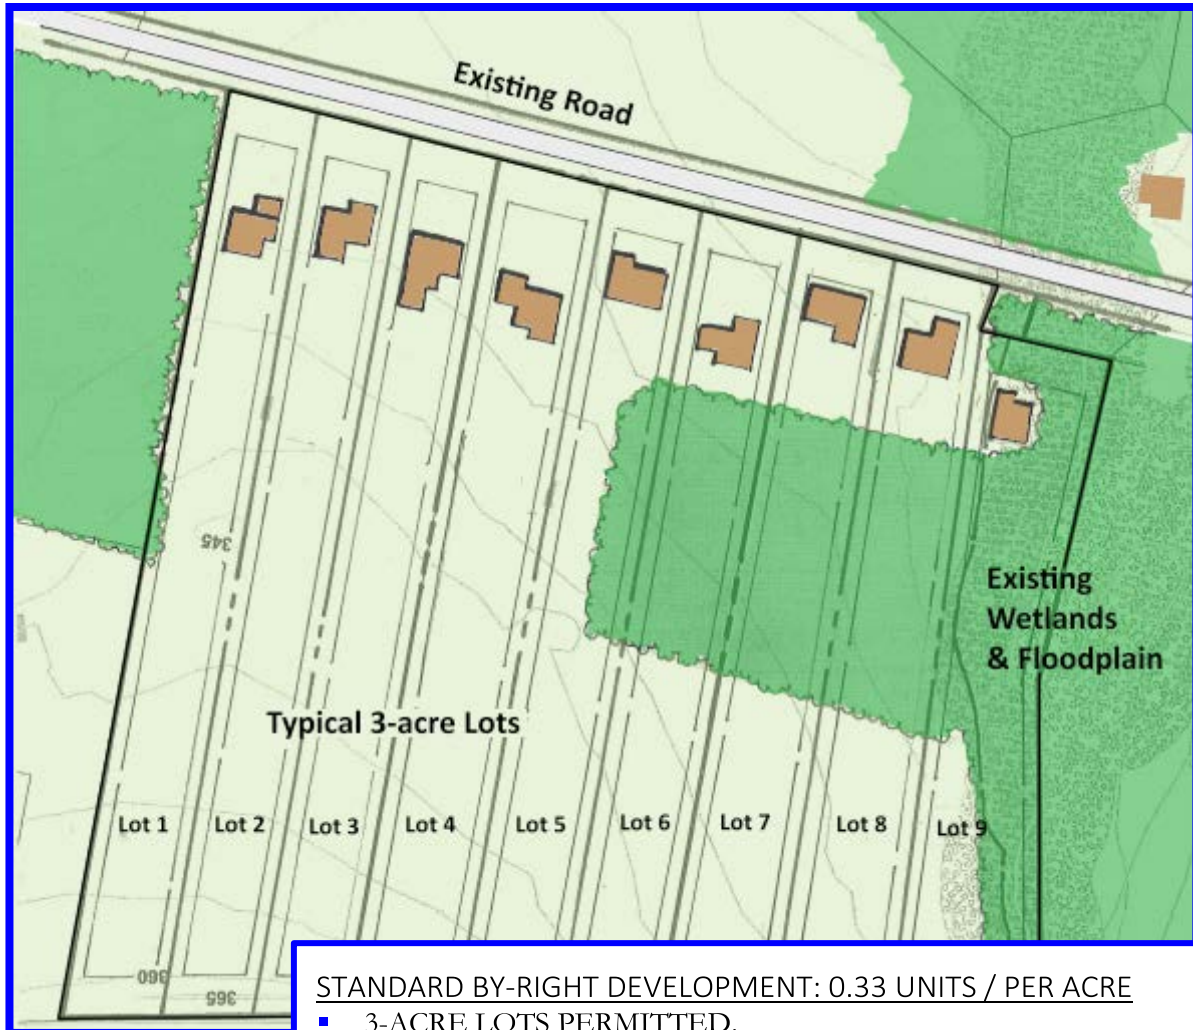 Existing Road
345
Existing
Wetlands
& Floodplain
Typical 3-acre Lots
Lot 1 Lot 2 Lot 3 Lot 4 Lot 5 Lot 6 Lot 7 Lot 8 Lot 9
360
365
STANDARD BY-RIGHT DEVELOPMENT: 0.33 UNITS / PER ACRE
▪ 3-ACRE LOTS PERMITTED.